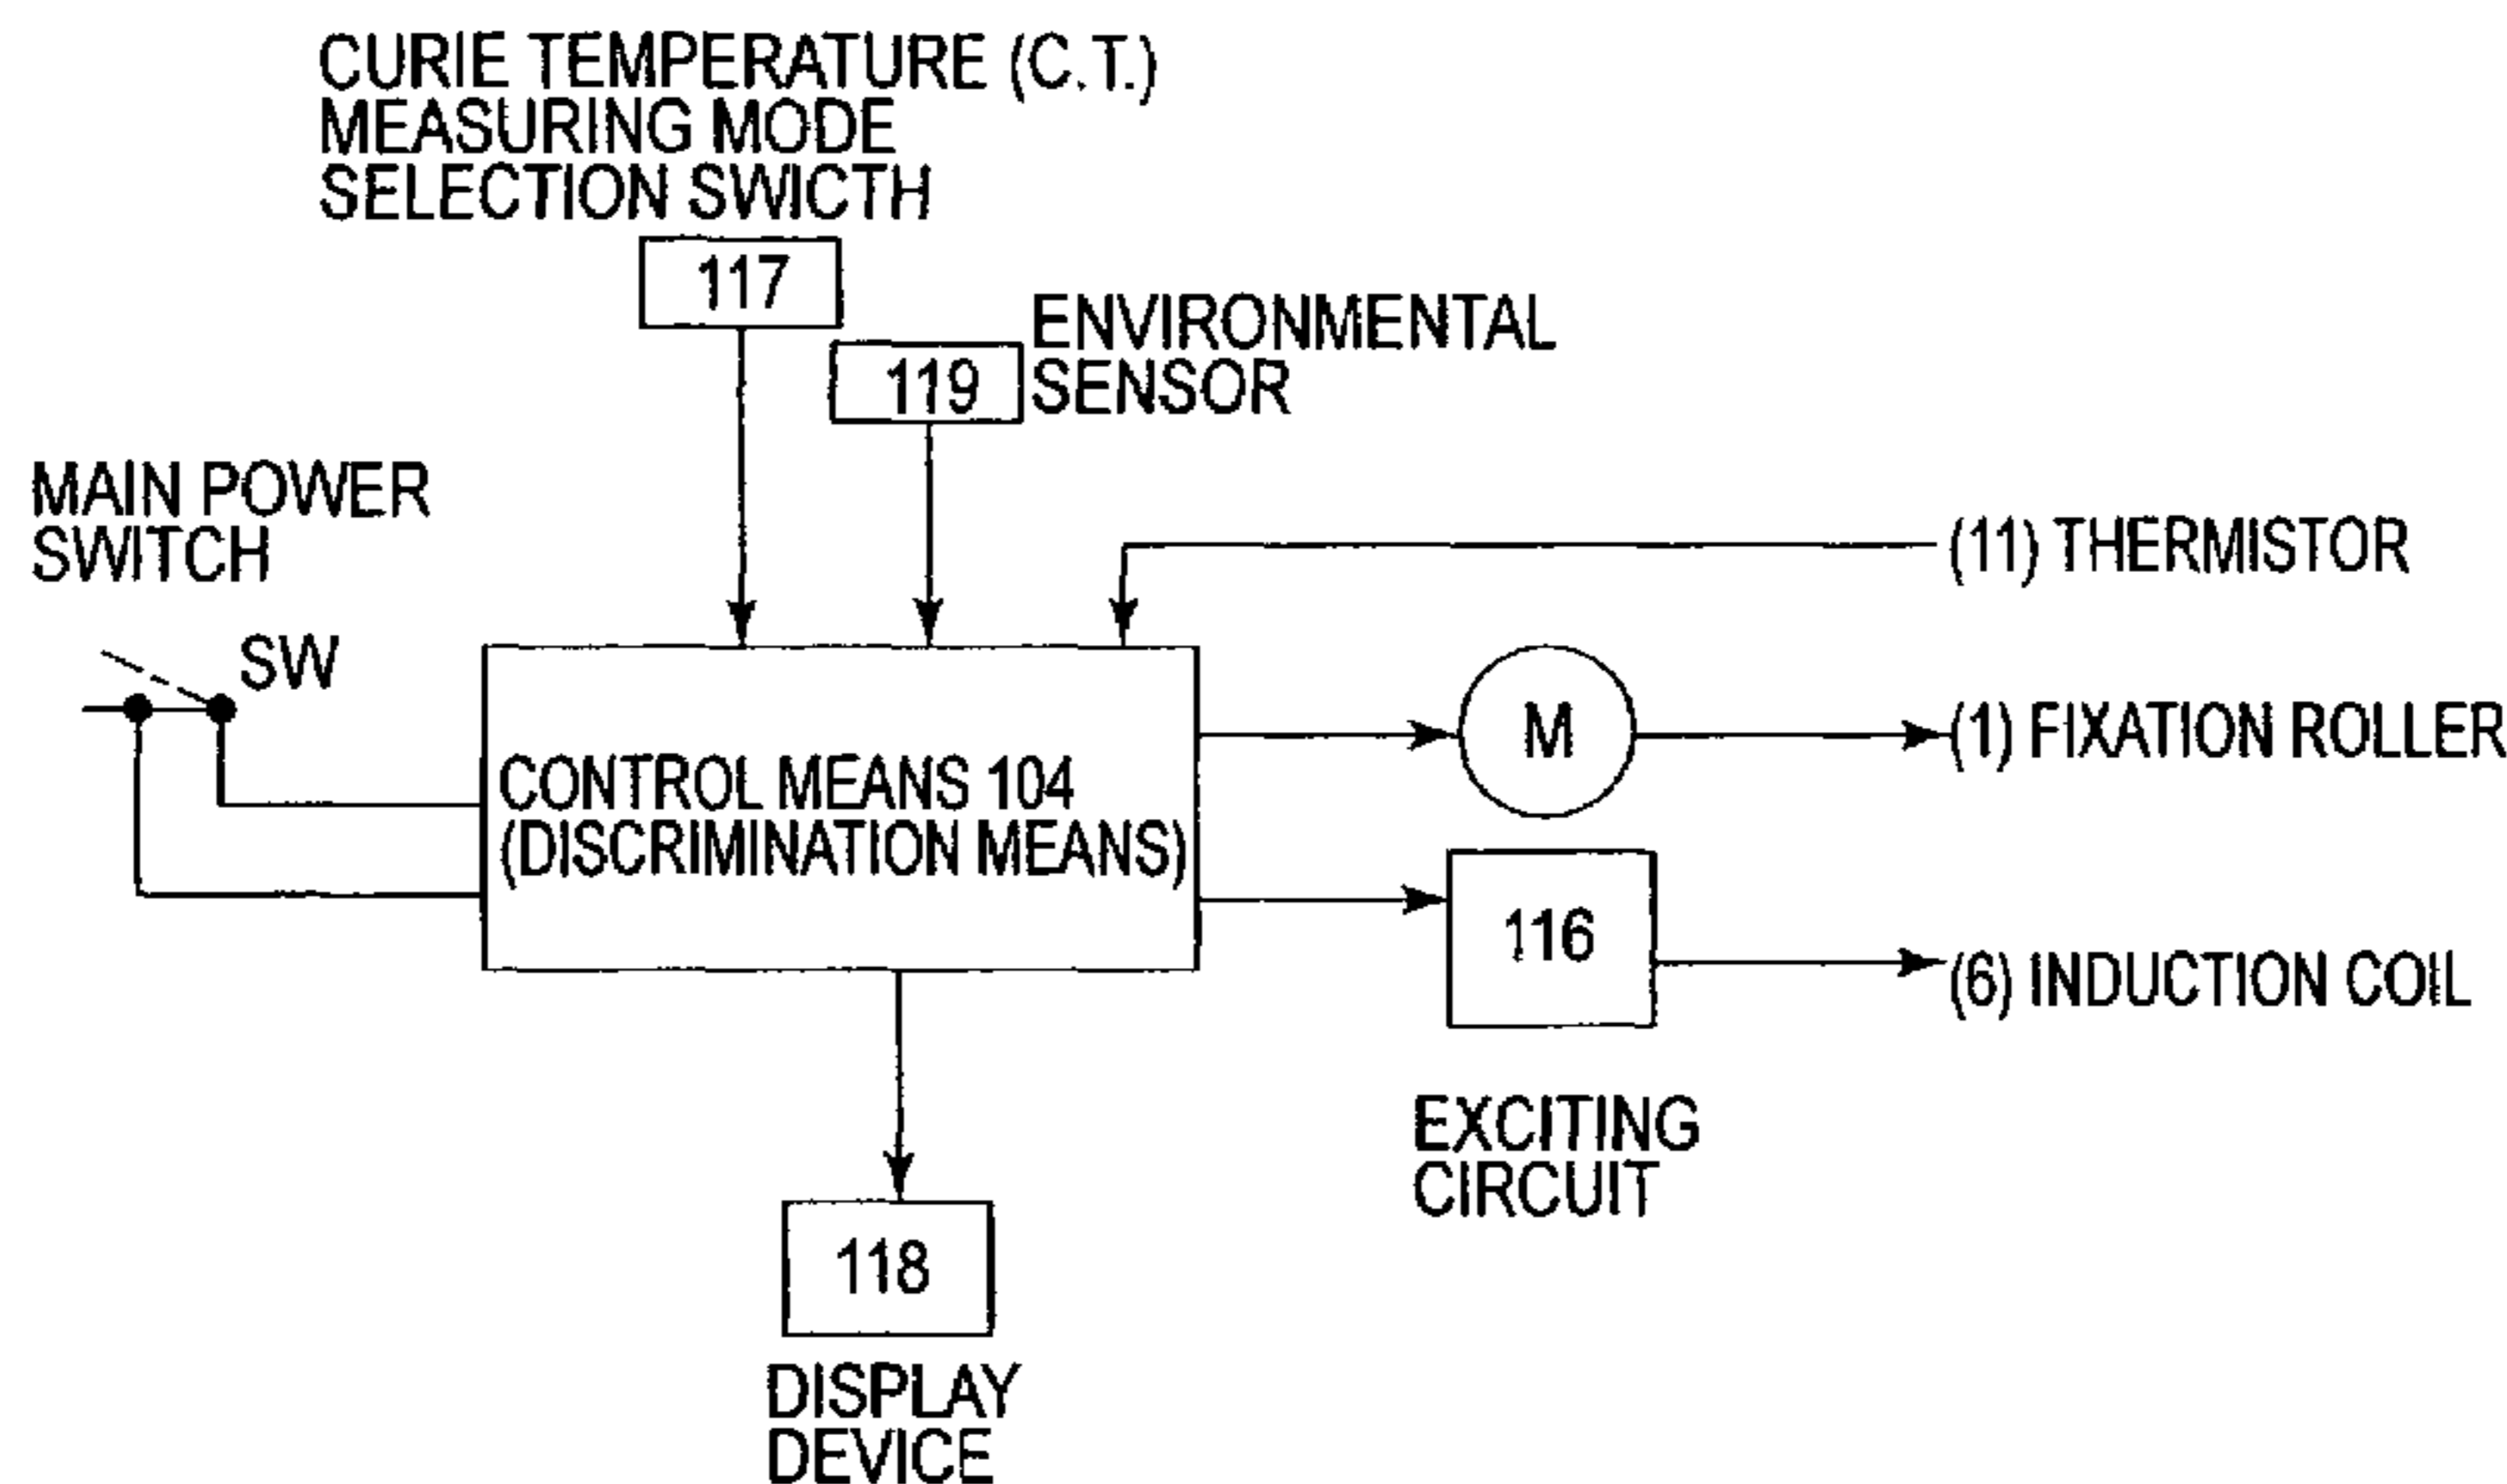 CURIE TEMPERATURE (C.T.)
MEASURING MODE
SELECTION SWICTH
117
ENVIRONMENTAL
SENSOR
119
MAIN POWER
SWITCH
SW
(11) THERMISTOR
CONTROL MEANS 104
(DISCRIMINATION MEANS)
M
(1) FIXATION ROLLER
116
(6) INDUCTION COIL
EXCITING
CIRCUIT
118
DISPLAY
DEVICE